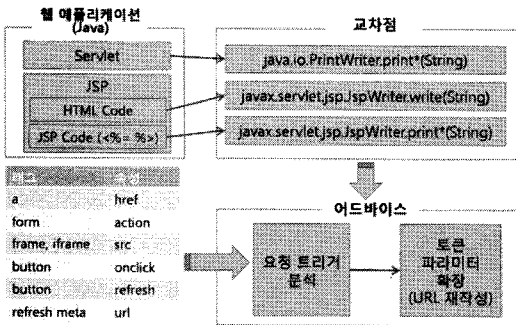 웹 애플리케이션
(Java)
Servlet
JSP
HTML Code
JSP Code (<%= %>)
교차점
java.io.PrintWriter.print*(String)
javax.servlet.jsp.JspWriter.write(String)
javax.servlet.jsp.JspWriter.print*(String)
a href
form action
frame, iframe src
button onclick
button refresh
refresh meta url
어드바이스
요청 트리거
분석
토큰
파라미터
확장
(URL 재작성)